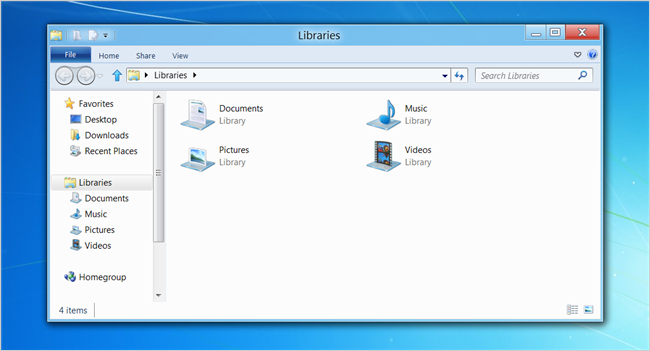 Libraries
File Home Share View
Libraries
Search Libraries
Favorites
Desktop
Downloads
Recent Places
Libraries
Documents
Music
Pictures
Videos
Homegroup
Documents
Library
Music
Library
Pictures
Library
Videos
Library
4 items